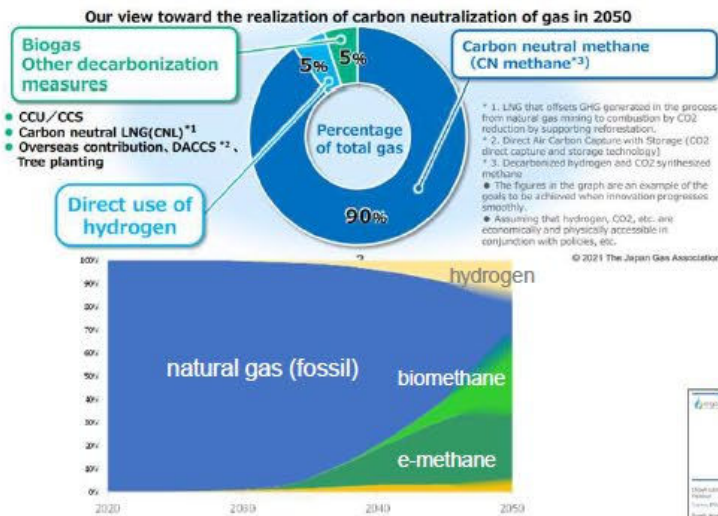 Our view toward the realization of carbon neutralization of gas in 2050
Biogas
Other decarbonization
measures
5%
5%
Carbon neutral methane
(CN methane*3)
● CCU／CCS
● Carbon neutral LNG(CNL)*1
● Overseas contribution、DACCS *2、
Tree planting
Percentage
of total gas
Direct use of
hydrogen
90%
* 1. LNG that offsets GHG generated in the process
from natural gas mining to combustion by CO2
reduction by supporting reforestation.
* 2. Direct Air Carbon Capture with Storage (CO2
direct capture and storage technology)
* 3. Decarbonized hydrogen and CO2 synthesized
methane
● The figures in the graph are an example of the
goals to be achieved when innovation progresses
smoothly.
● Assuming that hydrogen, CO2, etc. are
economically and physically accessible in
conjunction with policies, etc.
© 2021 The Japan Gas Association
100%
90%
80%
70%
60%
50%
40%
30%
20%
10%
0%
hydrogen
natural gas (fossil)
biomethane
e-methane
2020
2030
2040
2050